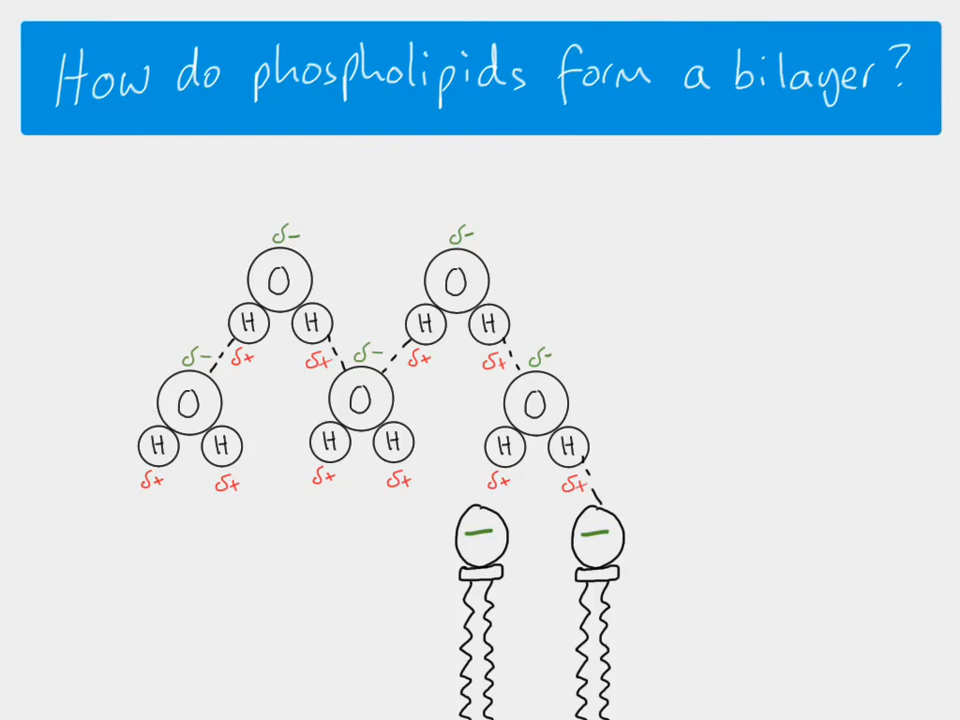 How do phospholipids form a bilayer?
δ- δ-
O O
H H H H
δ- δ+ δ+ δ- δ+ δ+ δ-
O O O
H H H H H H
δ+ δ+ δ+ δ+ δ+ δ+
- -